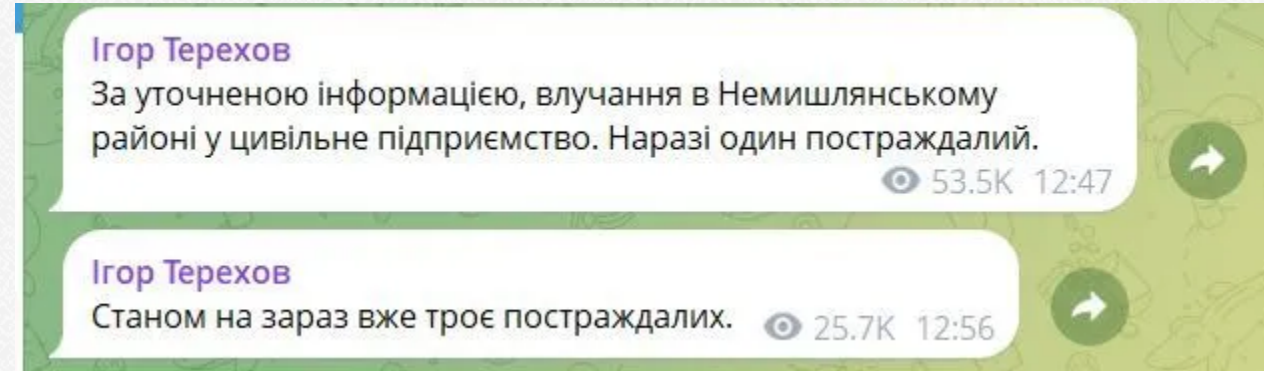 Ігор Терехов
За уточненою інформацією, влучання в Немишлянському
районі у цивільне підприємство. Наразі один постраждалий.
53.5K 12:47
Ігор Терехов
Станом на зараз вже троє постраждалих. 25.7K 12:56